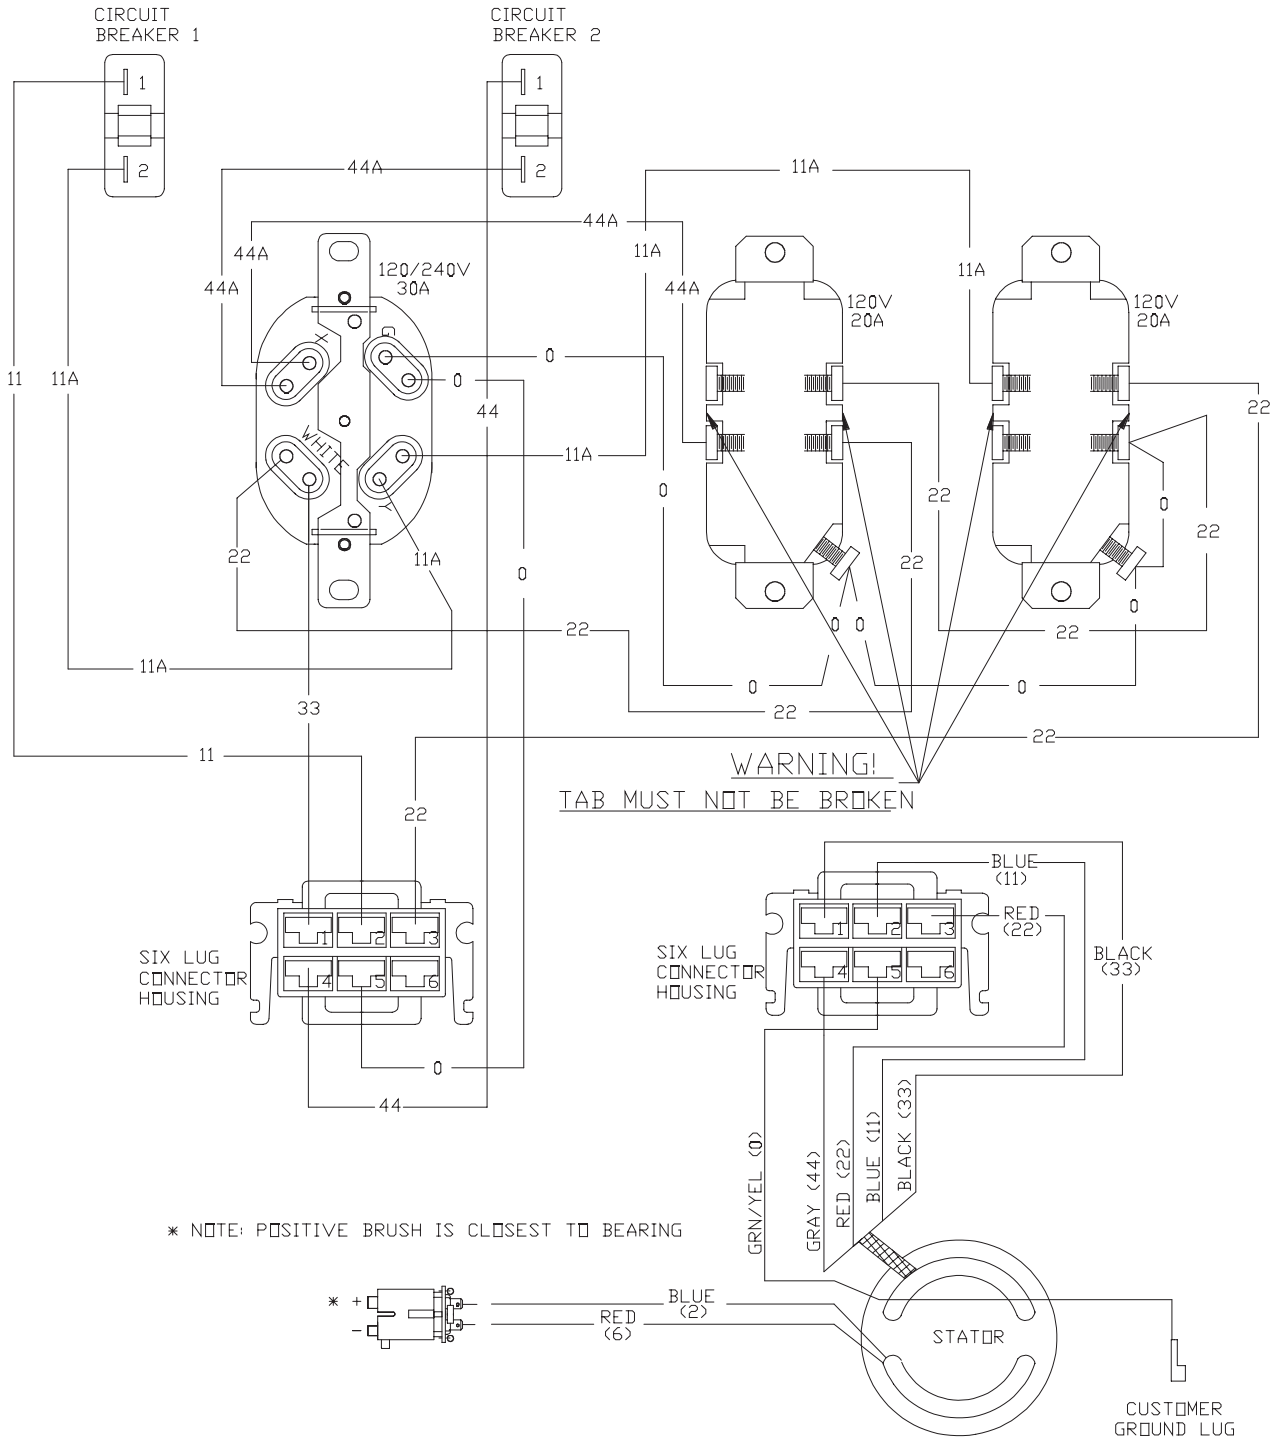 CIRCUIT
BREAKER 1
CIRCUIT
BREAKER 2
1
1
2
2
44A
11A
44A
11A
44A
44A
11A
44A
120/240V
30A
120V
20A
120V
20A
X
G
0
0
11
11A
44
22
WHITE
Y
11A
0
22
0
22
22
11A
22
0
0
0
0
22
22
11A
0
0
33
22
22
11
WARNING!
TAB MUST NOT BE BROKEN
22
BLUE
(11)
RED
(22)
BLACK
(33)
SIX LUG
CONNECTOR
HOUSING
1
2
3
4
5
6
SIX LUG
CONNECTOR
HOUSING
1
2
3
4
5
6
0
44
GRN/YEL (0)
GRAY (44)
RED (22)
BLUE (11)
BLACK (33)
* NOTE: POSITIVE BRUSH IS CLOSEST TO BEARING
* +
-
BLUE
(2)
RED
(6)
STATOR
CUSTOMER
GROUND LUG